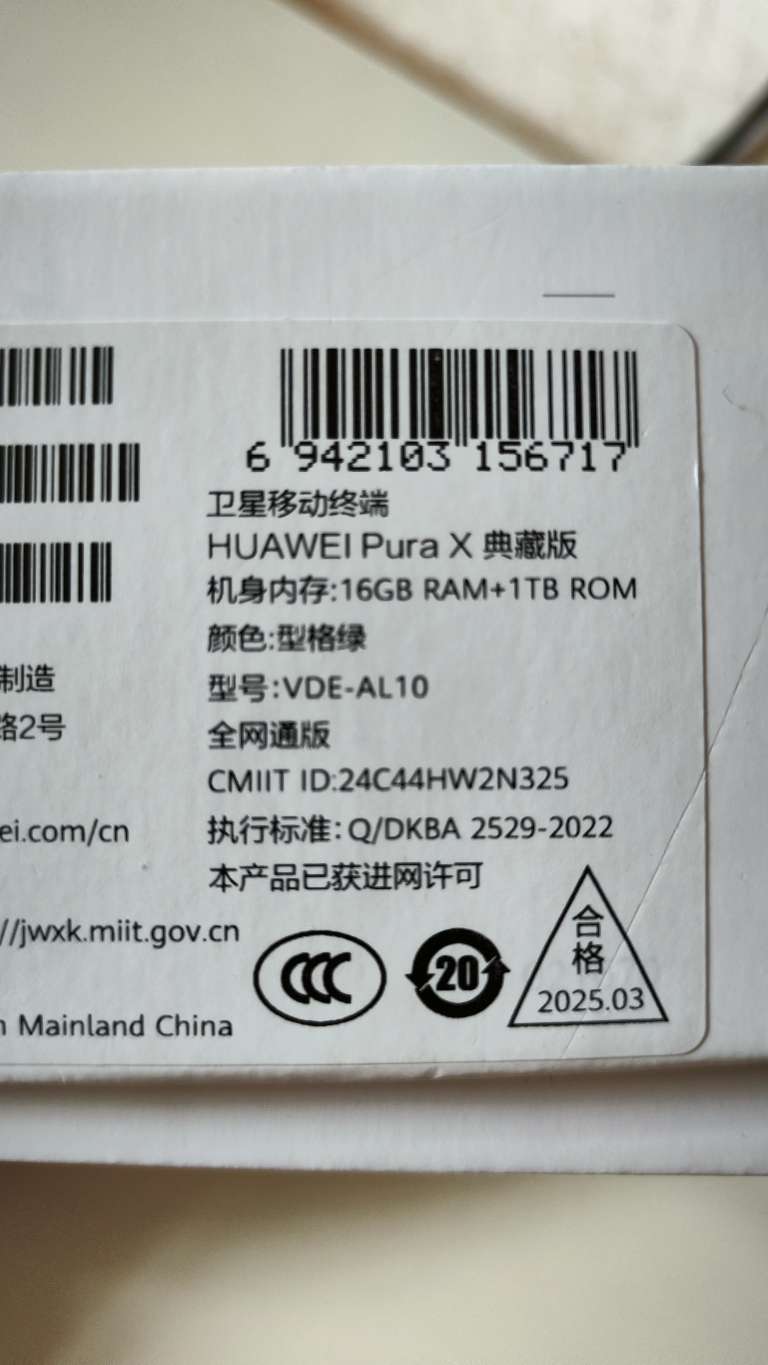 6 942103 156717
卫星移动终端
HUAWEI Pura X 典藏版
机身内存:16GB RAM+1TB ROM
颜色:型格绿
制造
型号:VDE-AL10
路2号
全网通版
CMIIT ID:24C44HW2N325
ei.com/cn
执行标准: Q/DKBA 2529-2022
本产品已获进网许可
//jwxk.miit.gov.cn
CCC
20
合格
2025.03
n Mainland China